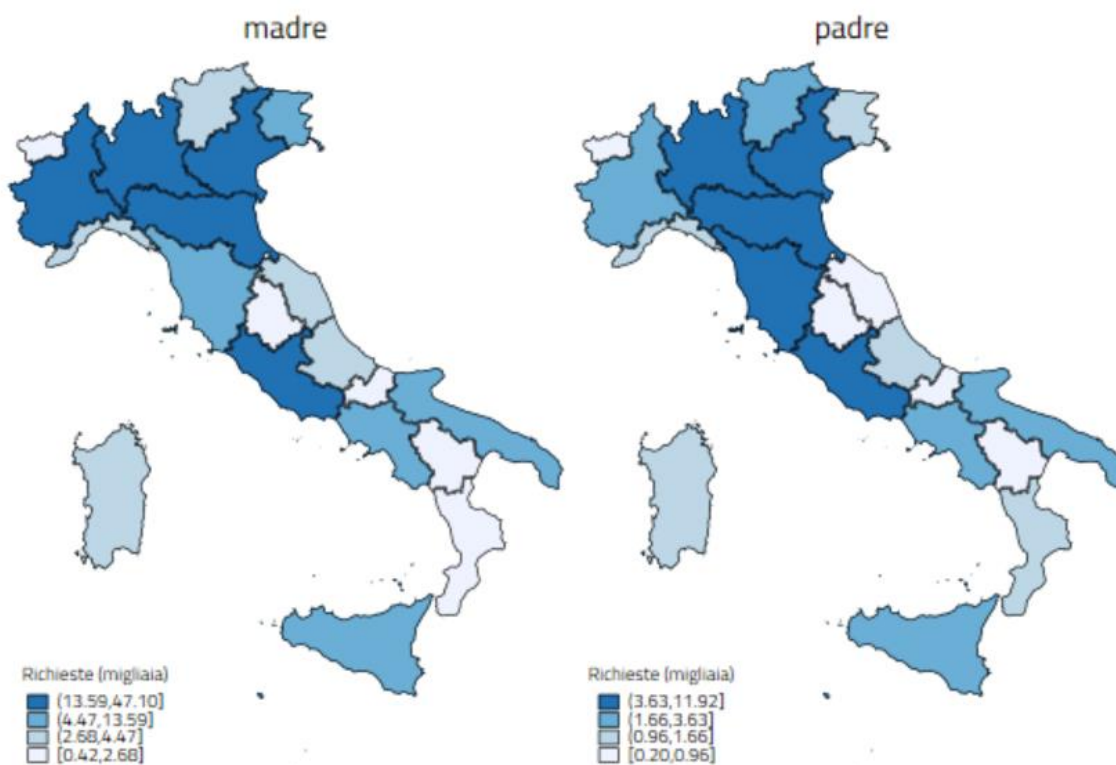 madre
padre
Richieste (migliaia)
(13.59,47.10]
(4.47,13.59]
(2.68,4.47]
[0.42,2.68]
Richieste (migliaia)
(3.63,11.92]
(1.66,3.63]
(0.96,1.66]
[0.20,0.96]